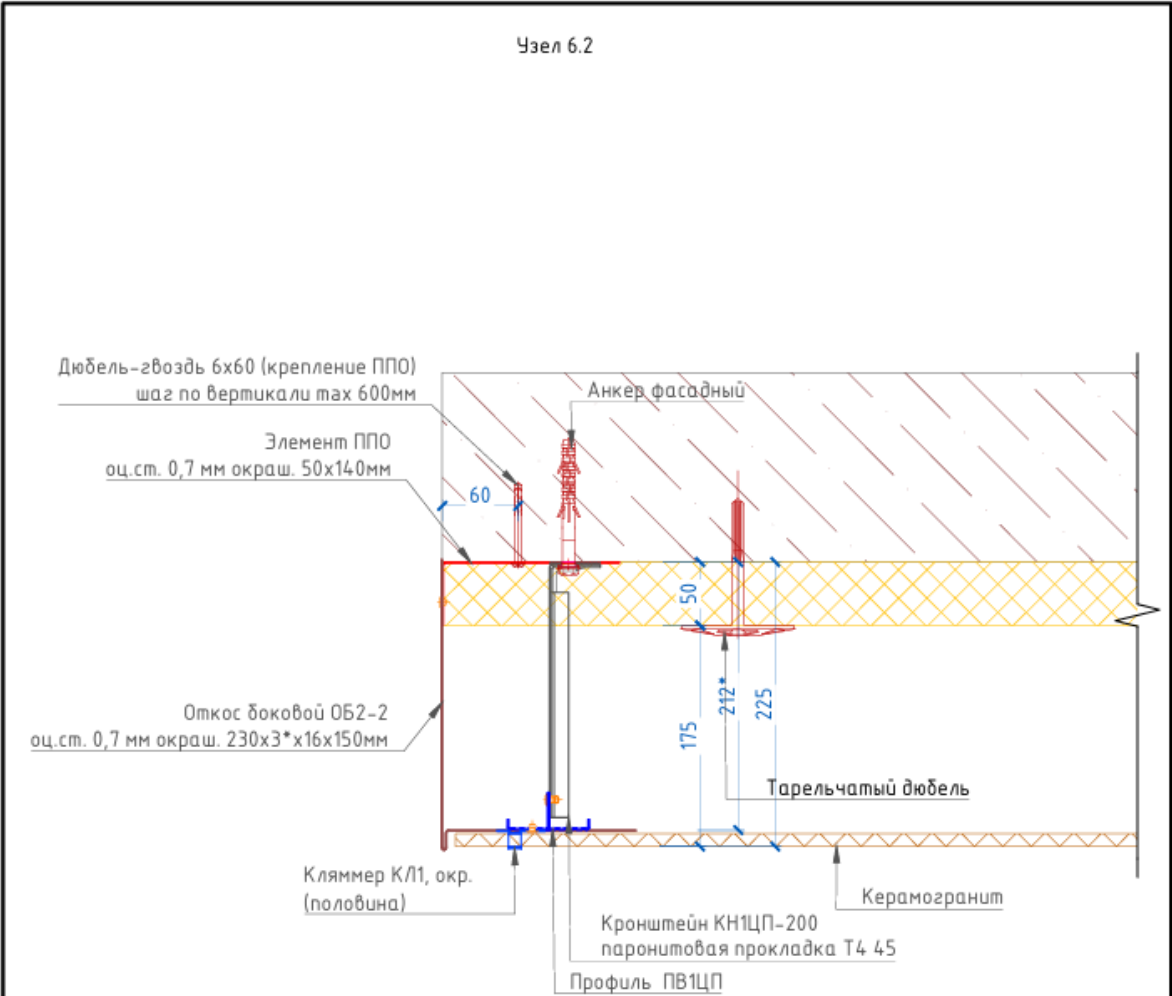 Узел 6.2
Дюбель-гвоздь 6х60 (крепление ППО)
шаг по вертикали max 600мм
Анкер фасадный
Элемент ППО
оц.ст. 0,7 мм окраш. 50х140мм
60
50
212*
225
175
Откос боковой ОБ2-2
оц.ст. 0,7 мм окраш. 230х3*х16х150мм
Тарельчатый дюбель
Кляммер КЛ1, окр.
(половина)
Керамогранит
Кронштейн КН1ЦП-200
паронитовая прокладка Т4 45
Профиль ПВ1ЦП